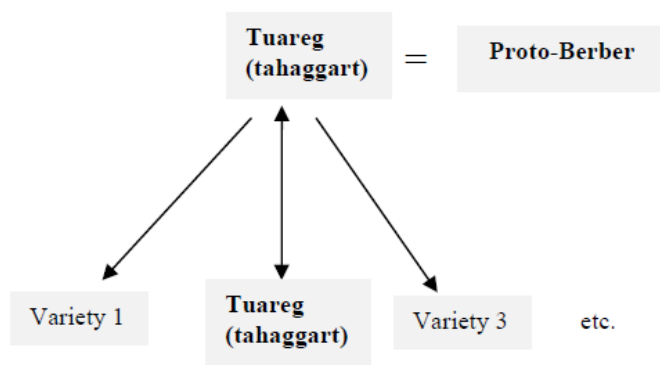 Tuareg
(tahaggart)
=
Proto-Berber
Variety 1
Tuareg
(tahaggart)
Variety 3
etc.